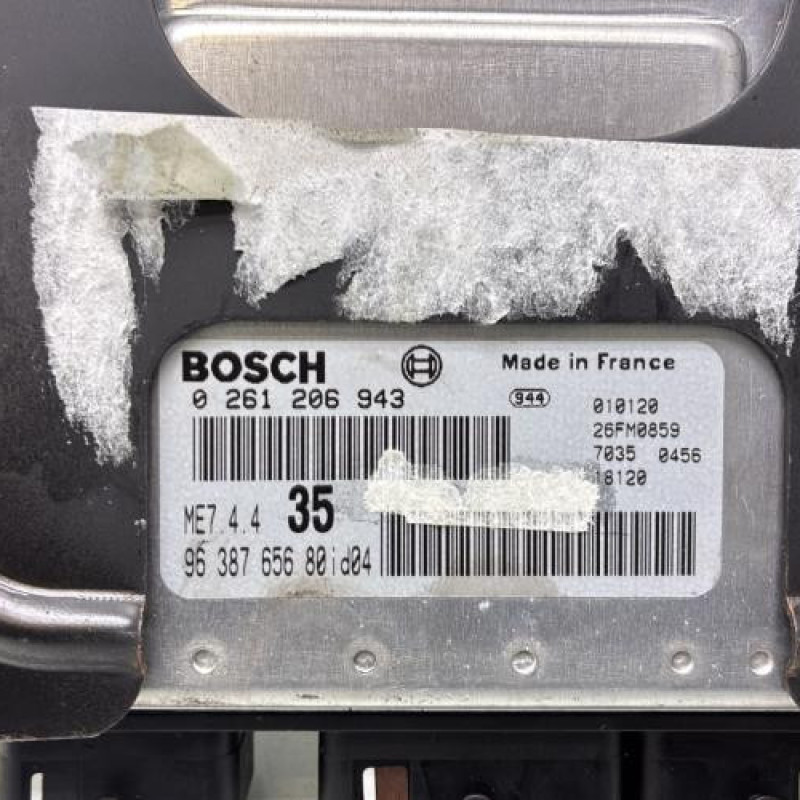 BOSCH
Made in France
0 261 206 943
944
010120
26FM0859
7035 0456
18120
ME7.4.4 35
96 387 656 80id04